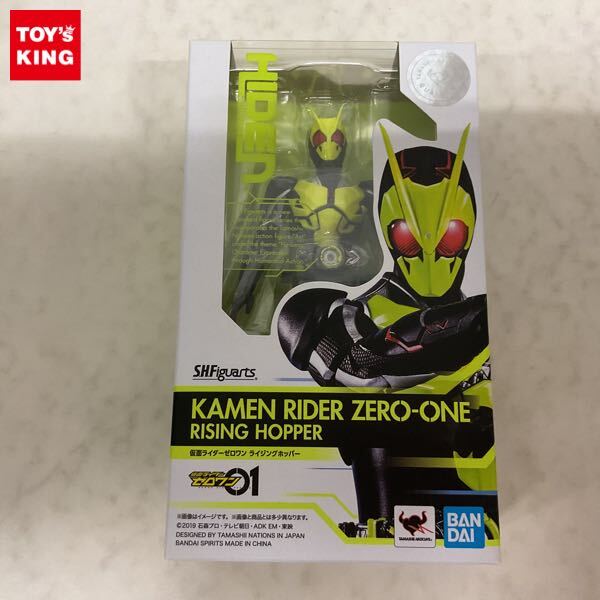 TOY's
KING
HIDEN
S.H.Figuarts
KAMEN RIDER ZERO-ONE
RISING HOPPER
仮面ライダーゼロワン ライジングホッパー
仮面ライダー
ゼロワン 01
※画像はイメージです。 ※画像と商品とは多少異なります。
©2019 石森プロ・テレビ朝日・ADK EM・東映
DESIGNED BY TAMASHII NATIONS IN JAPAN
BANDAI SPIRITS MADE IN CHINA
TAMASHII NATIONS
BAN
DAI